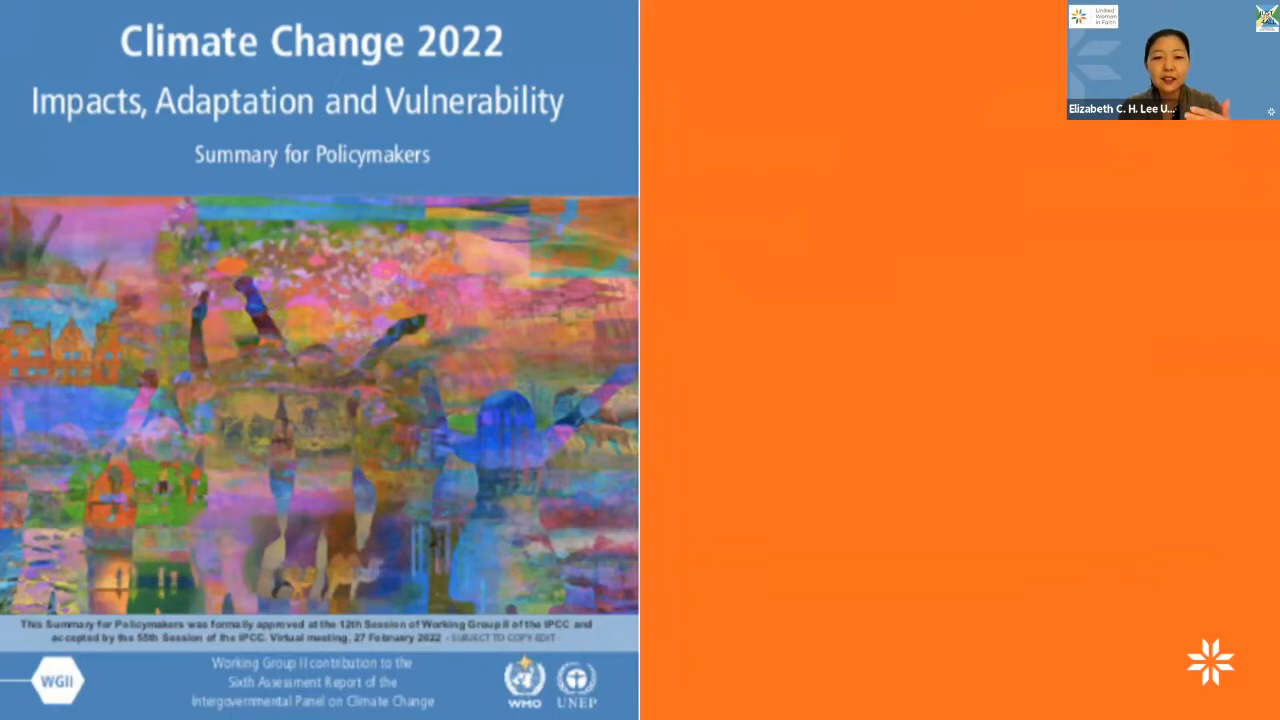 Climate Change 2022
Impacts, Adaptation and Vulnerability
Summary for Policymakers
This Summary for Policymakers was formally approved at the 12th Session of Working Group II of the IPCC and
accepted by the 55th Session of the IPCC. Virtual meeting, 27 February 2022 - SUBJECT TO COPY EDIT -
WGII
Working Group II contribution to the
Sixth Assessment Report of the
Intergovernmental Panel on Climate Change
WMO
UNEP
United
Women
in Faith
JUST
4 ALL
Elizabeth C. H. Lee U...